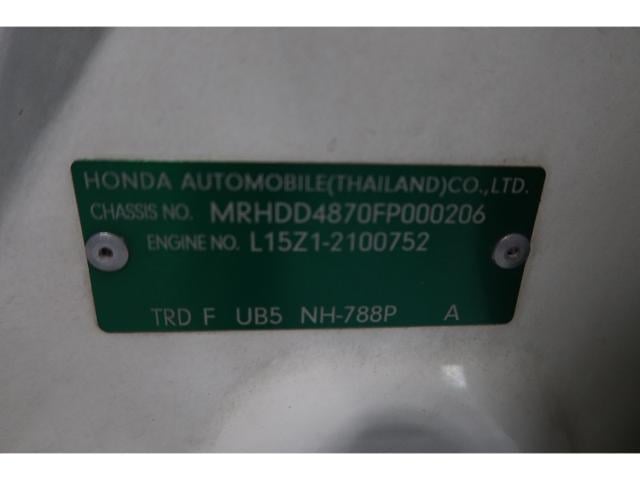 HONDA AUTOMOBILE(THAILAND)CO.,LTD.
CHASSIS NO. MRHDD4870FP000206
ENGINE NO. L15Z1-2100752
TRD F UB5 NH-788P A